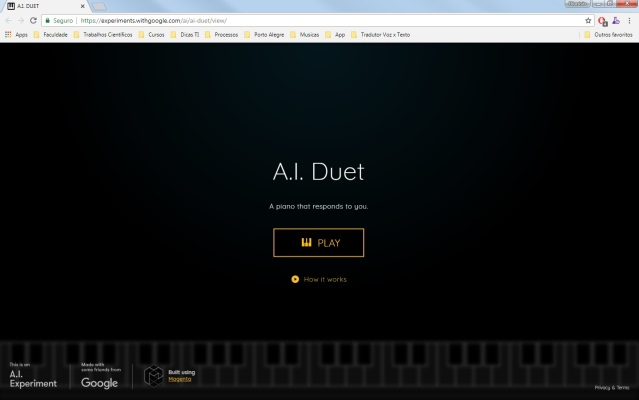 A.I. DUET
Seguro | https://experiments.withgoogle.com/ai/ai-duet/view/
Apps Faculdade Trabalhos Científicos Cursos Dicas TI Processos Porto Alegre Musicas App Tradutor Voz x Texto Outros favoritos
A.I. Duet
A piano that responds to you.
PLAY
How it works
This is an
A.I.
Experiment
Made with
some friends from
Google
Built using
Magenta
Privacy & Terms